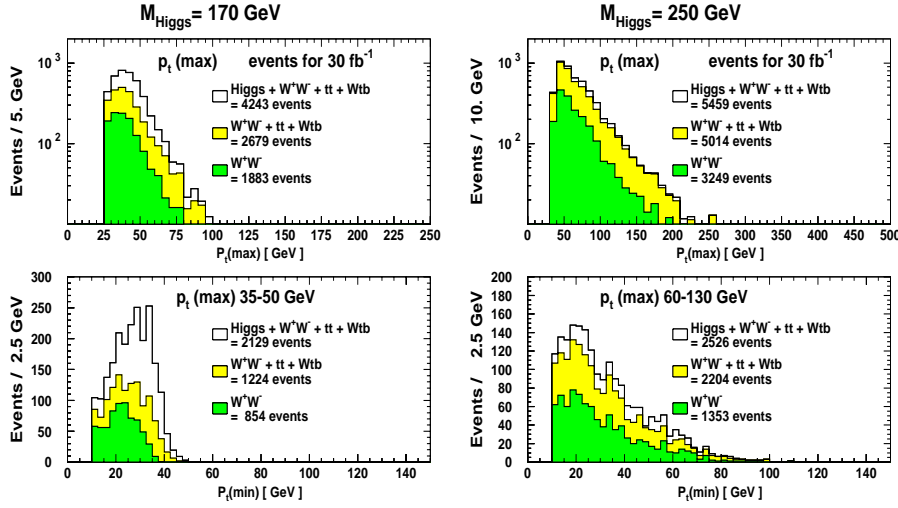 M_Higgs = 170 GeV
p_t (max) events for 30 fb⁻¹
Higgs + W⁺W⁻ + tt + Wtb
= 4243 events
W⁺W⁻ + tt + Wtb
= 2679 events
W⁺W⁻
= 1883 events
Events / 5. GeV
10³
10²
0 25 50 75 100 125 150 175 200 225 250
P_t(max) [ GeV ]
M_Higgs = 250 GeV
p_t (max) events for 30 fb⁻¹
Higgs + W⁺W⁻ + tt + Wtb
= 5459 events
W⁺W⁻ + tt + Wtb
= 5014 events
W⁺W⁻
= 3249 events
Events / 10. GeV
10³
10²
0 50 100 150 200 250 300 350 400 450 500
P_t(max) [ GeV ]
p_t (max) 35-50 GeV
Higgs + W⁺W⁻ + tt + Wtb
= 2129 events
W⁺W⁻ + tt + Wtb
= 1224 events
W⁺W⁻
= 854 events
Events / 2.5 GeV
300
250
200
150
100
50
0
0 20 40 60 80 100 120 140
P_t(min) [ GeV ]
p_t (max) 60-130 GeV
Higgs + W⁺W⁻ + tt + Wtb
= 2526 events
W⁺W⁻ + tt + Wtb
= 2204 events
W⁺W⁻
= 1353 events
Events / 2.5 GeV
200
180
160
140
120
100
80
60
40
20
0
0 20 40 60 80 100 120 140
P_t(min) [ GeV ]